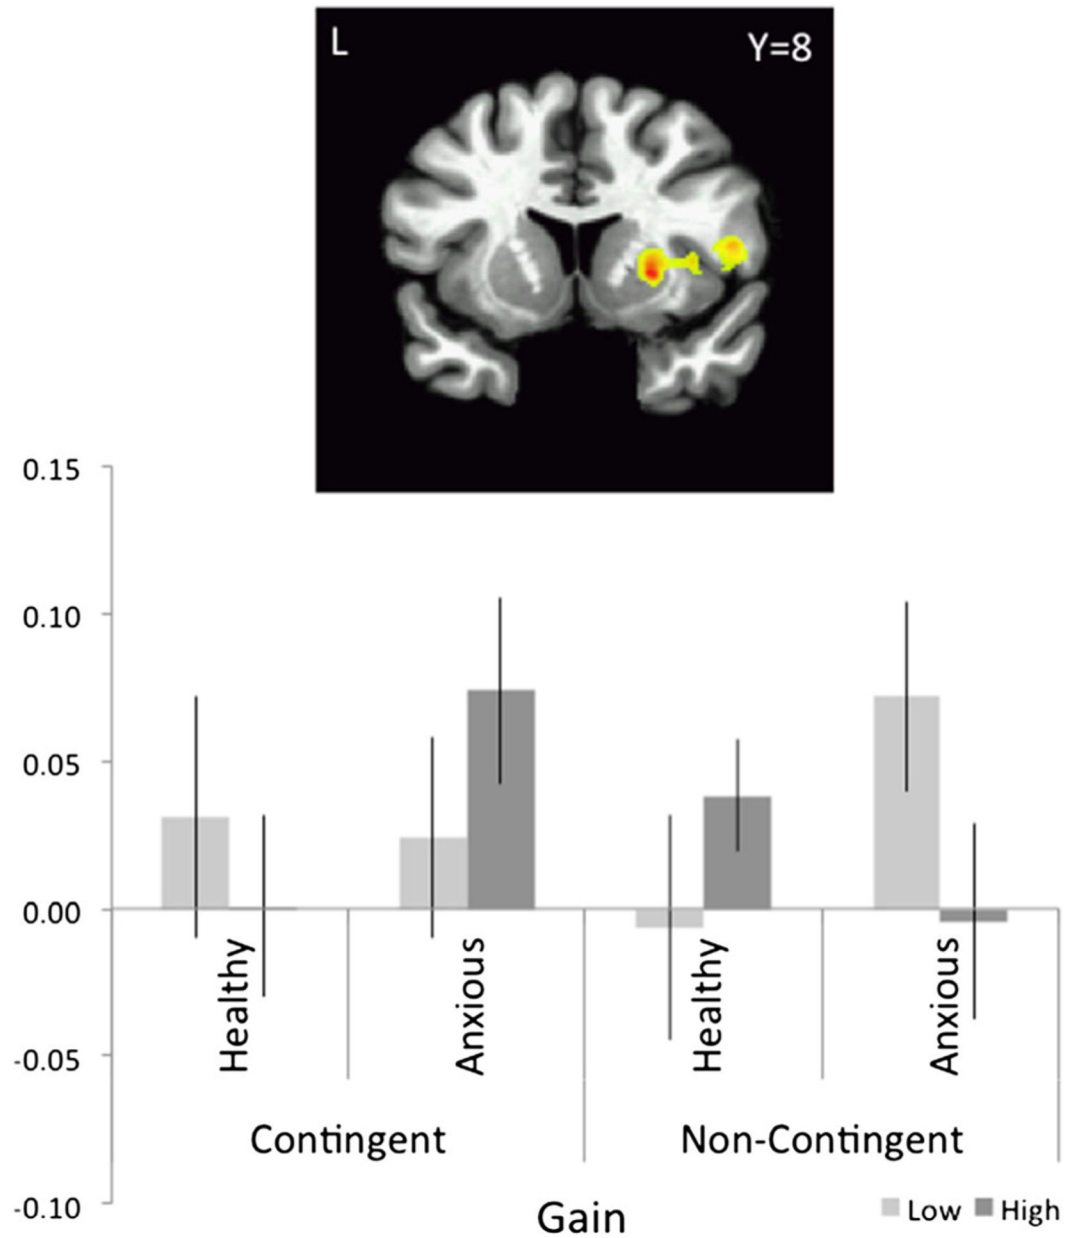 L Y=8
0.15
0.10
0.05
0.00
-0.05
-0.10
Healthy Anxious Healthy Anxious
Contingent Non-Contingent
Gain
Low High